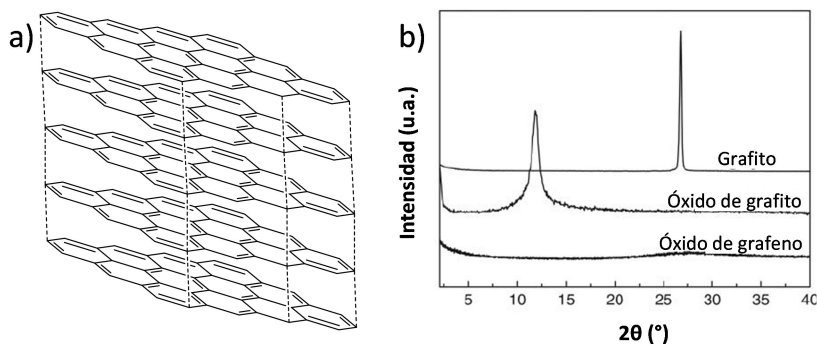 a)
b)
Intensidad (u.a.)
Grafito
Óxido de grafito
Óxido de grafeno
5 10 15 20 25 30 35 40
2θ (°)